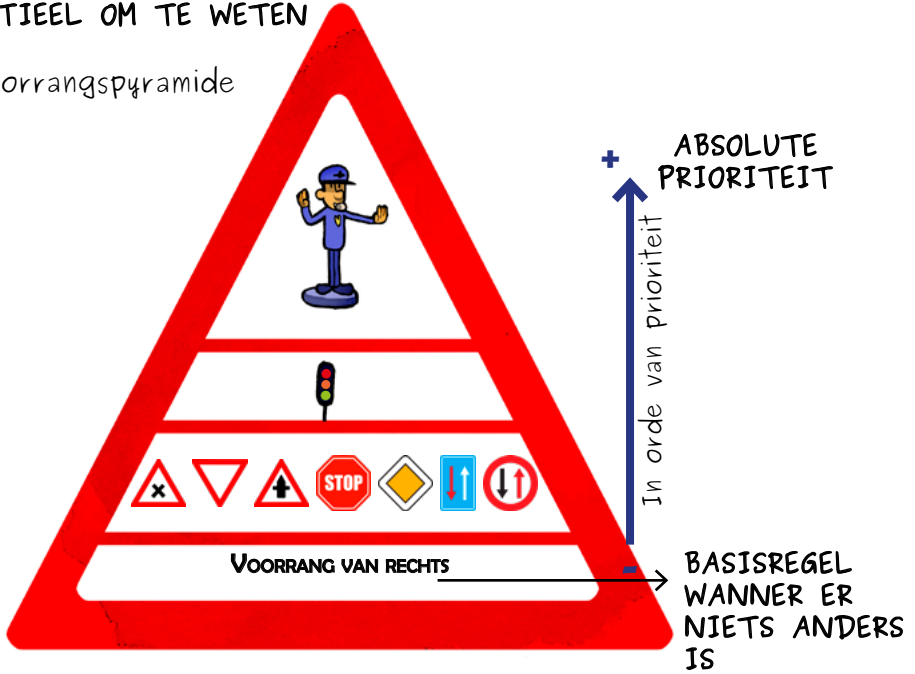 TIEEL OM TE WETEN
orrangspyramide
+
ABSOLUTE
PRIORITEIT
In orde van prioriteit
STOP
VOORRANG VAN RECHTS
-
BASISREGEL
WANNER ER
NIETS ANDERS
IS